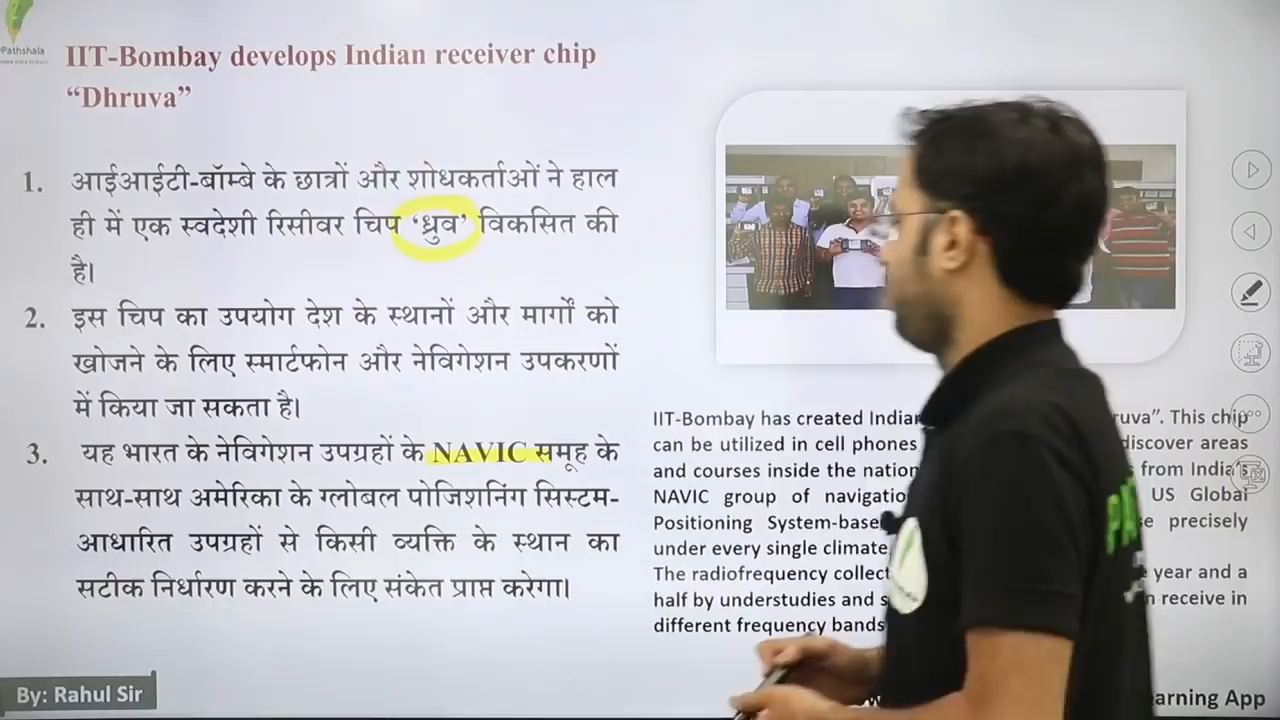 Pathshala
IIT-Bombay develops Indian receiver chip
“Dhruva”
1. आईआईटी-बॉम्बे के छात्रों और शोधकर्ताओं ने हाल
ही में एक स्वदेशी रिसीवर चिप ‘ध्रुव’ विकसित की
है।
2. इस चिप का उपयोग देश के स्थानों और मार्गों को
खोजने के लिए स्मार्टफोन और नेविगेशन उपकरणों
में किया जा सकता है।
3. यह भारत के नेविगेशन उपग्रहों के NAVIC समूह के
साथ-साथ अमेरिका के ग्लोबल पोजिशनिंग सिस्टम-
आधारित उपग्रहों से किसी व्यक्ति के स्थान का
सटीक निर्धारण करने के लिए संकेत प्राप्त करेगा।
IIT-Bombay has created Indian ruva”. This chip
can be utilized in cell phones discover areas
and courses inside the nation from India’s
NAVIC group of navigatio US Global
Positioning System-base precisely
under every single climate
The radiofrequency collect year and a
half by understudies and s receive in
different frequency bands
By: Rahul Sir
arning App